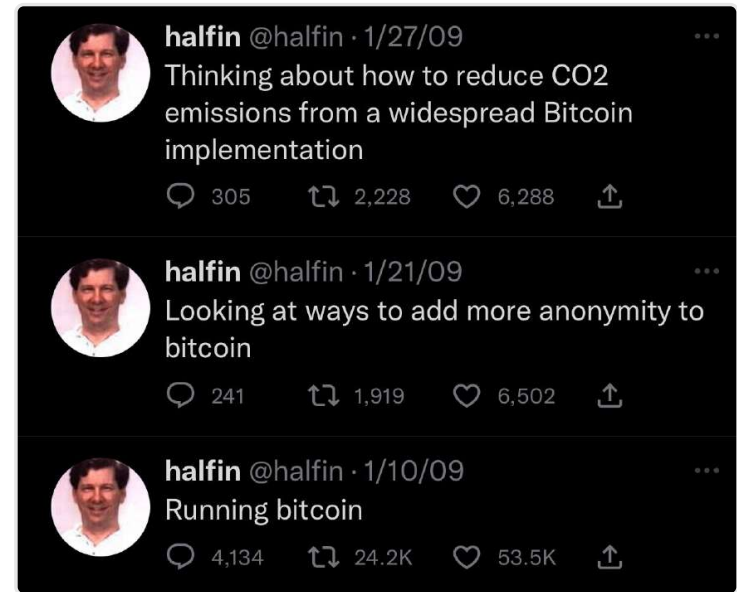 halfin @halfin · 1/27/09
Thinking about how to reduce CO2
emissions from a widespread Bitcoin
implementation
305 2,228 6,288
halfin @halfin · 1/21/09
Looking at ways to add more anonymity to
bitcoin
241 1,919 6,502
halfin @halfin · 1/10/09
Running bitcoin
4,134 24.2K 53.5K